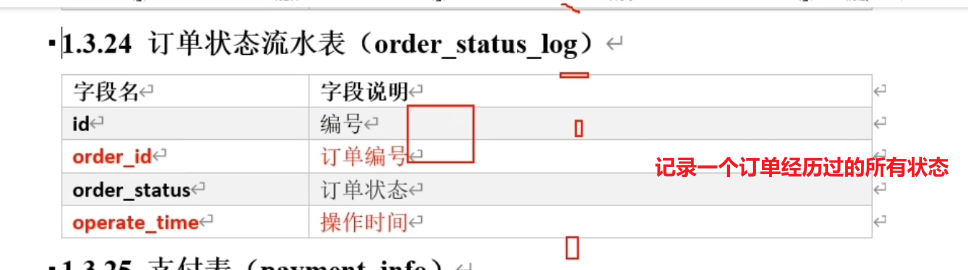 1.3.24 订单状态流水表（order_status_log）
字段名 字段说明
id 编号
order_id 订单编号
记录一个订单经历过的所有状态
order_status 订单状态
operate_time 操作时间
1.3.25 支付表（payment_info）